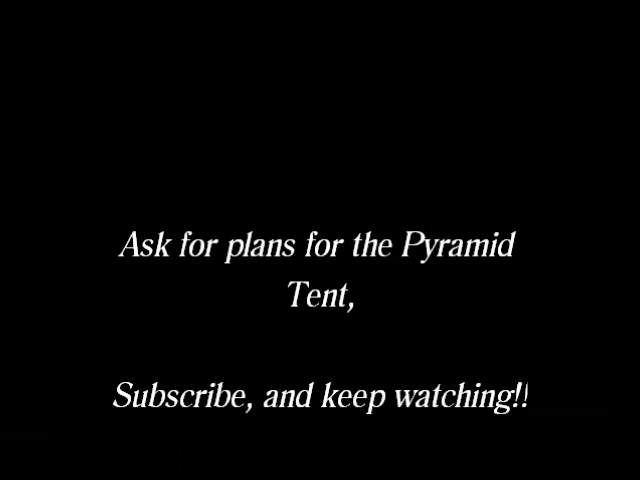 Ask for plans for the Pyramid
Tent,
Subscribe, and keep watching!!